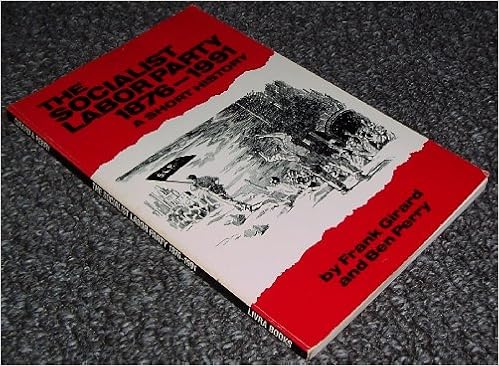 THE
SOCIALIST
LABOR PARTY
1876–1991
A SHORT HISTORY
by Frank Girard
and Ben Perry
THE SOCIALIST LABOR PARTY 1876-1991
LIVRA BOOKS